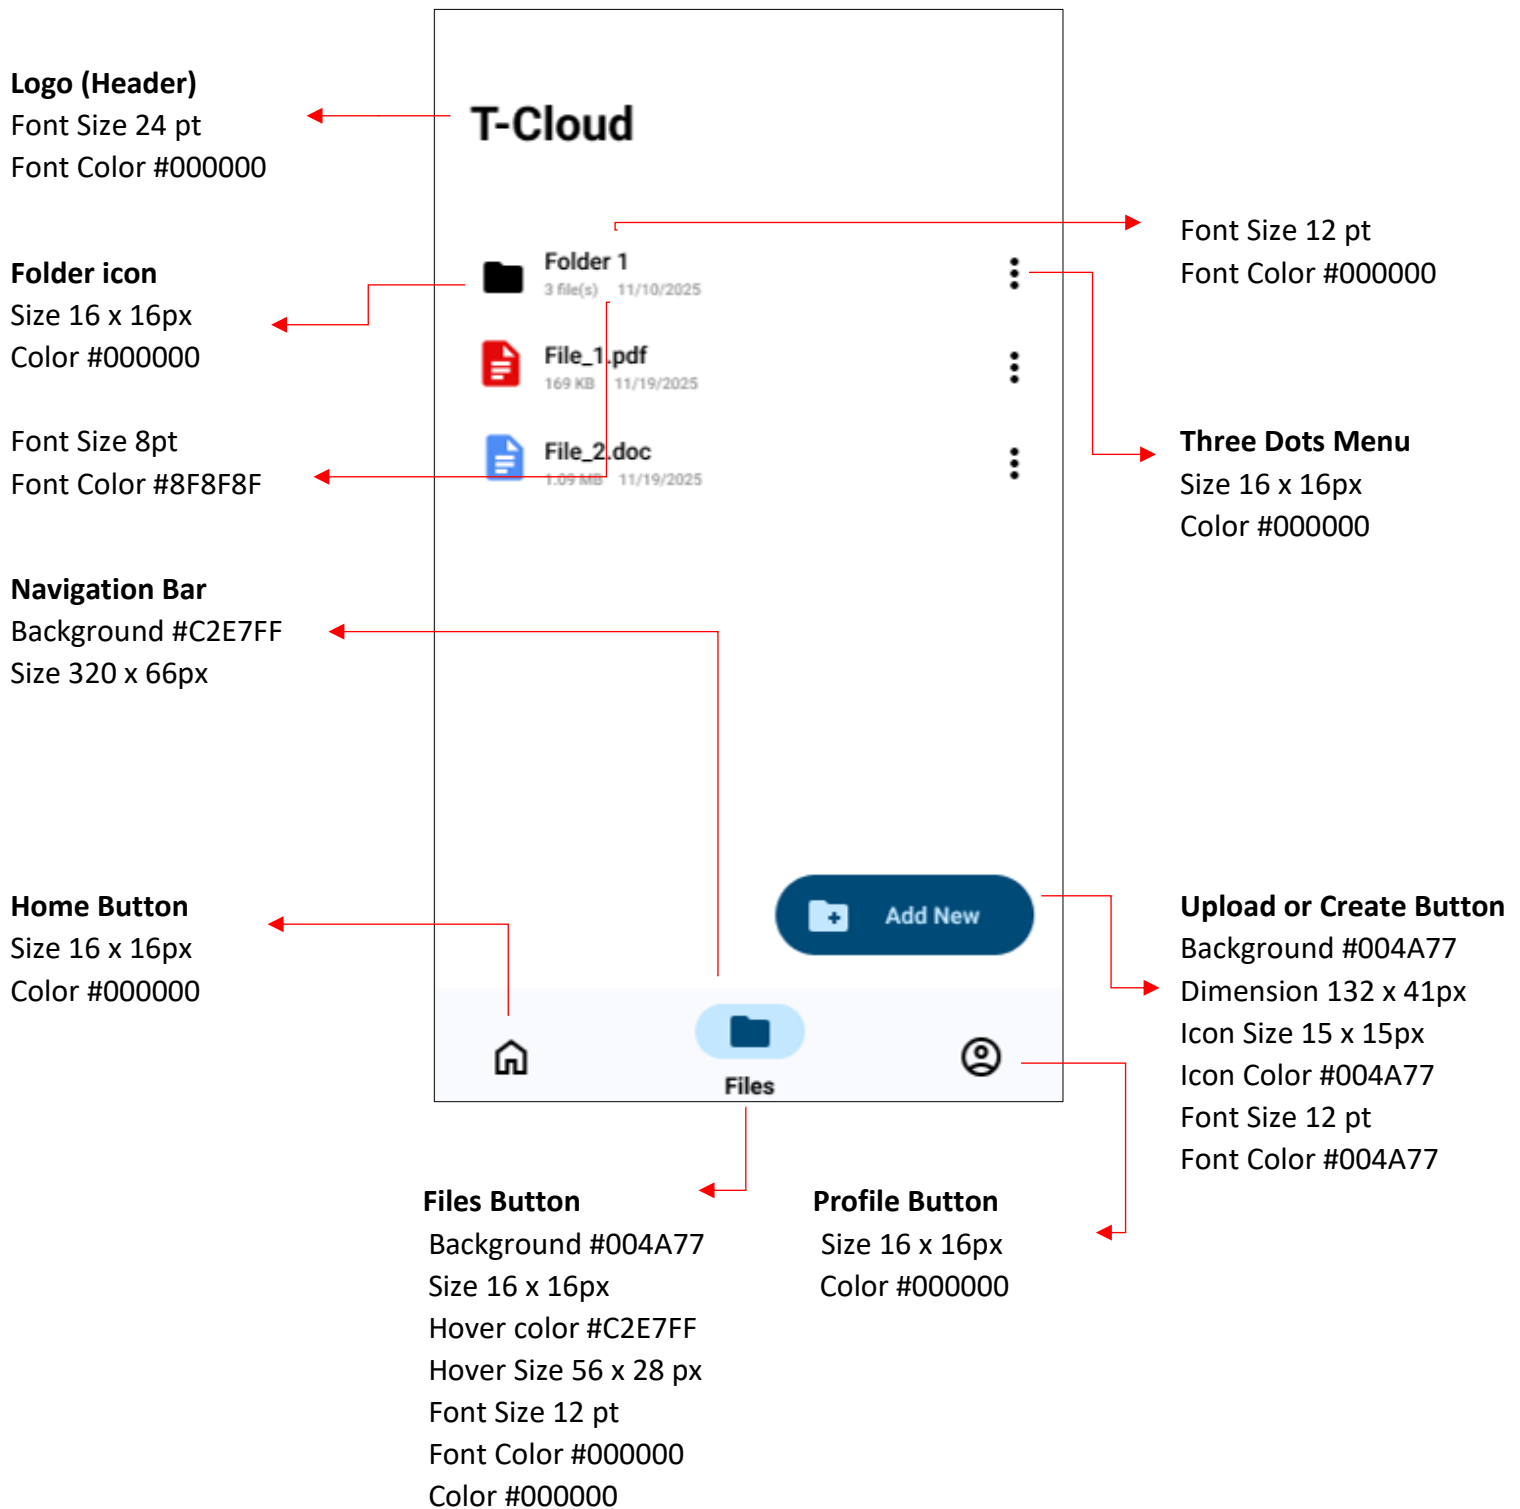 Logo (Header)
Font Size 24 pt
Font Color #000000
T-Cloud
Font Size 12 pt
Font Color #000000
Folder icon
Size 16 x 16px
Color #000000
Folder 1
3 file(s) 11/10/2025
File_1.pdf
169 KB 11/19/2025
File_2.doc
1.09 MB 11/19/2025
Font Size 8pt
Font Color #8F8F8F
Three Dots Menu
Size 16 x 16px
Color #000000
Navigation Bar
Background #C2E7FF
Size 320 x 66px
Home Button
Size 16 x 16px
Color #000000
Add New
Files
Upload or Create Button
Background #004A77
Dimension 132 x 41px
Icon Size 15 x 15px
Icon Color #004A77
Font Size 12 pt
Font Color #004A77
Files Button
Background #004A77
Size 16 x 16px
Hover color #C2E7FF
Hover Size 56 x 28 px
Font Size 12 pt
Font Color #000000
Color #000000
Profile Button
Size 16 x 16px
Color #000000